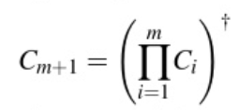 $C_{m+1} = \left( \prod_{i=1}^{m} C_i \right)^{\dagger}$